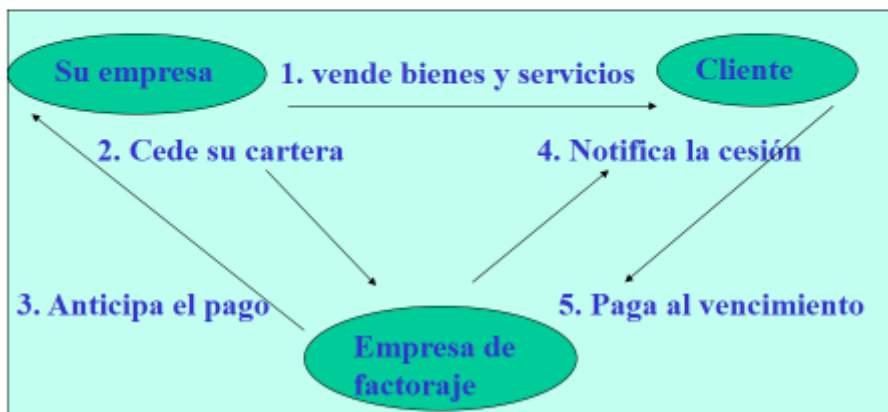 Su empresa
1. vende bienes y servicios
Cliente
2. Cede su cartera
4. Notifica la cesión
3. Anticipa el pago
5. Paga al vencimiento
Empresa de
factoraje